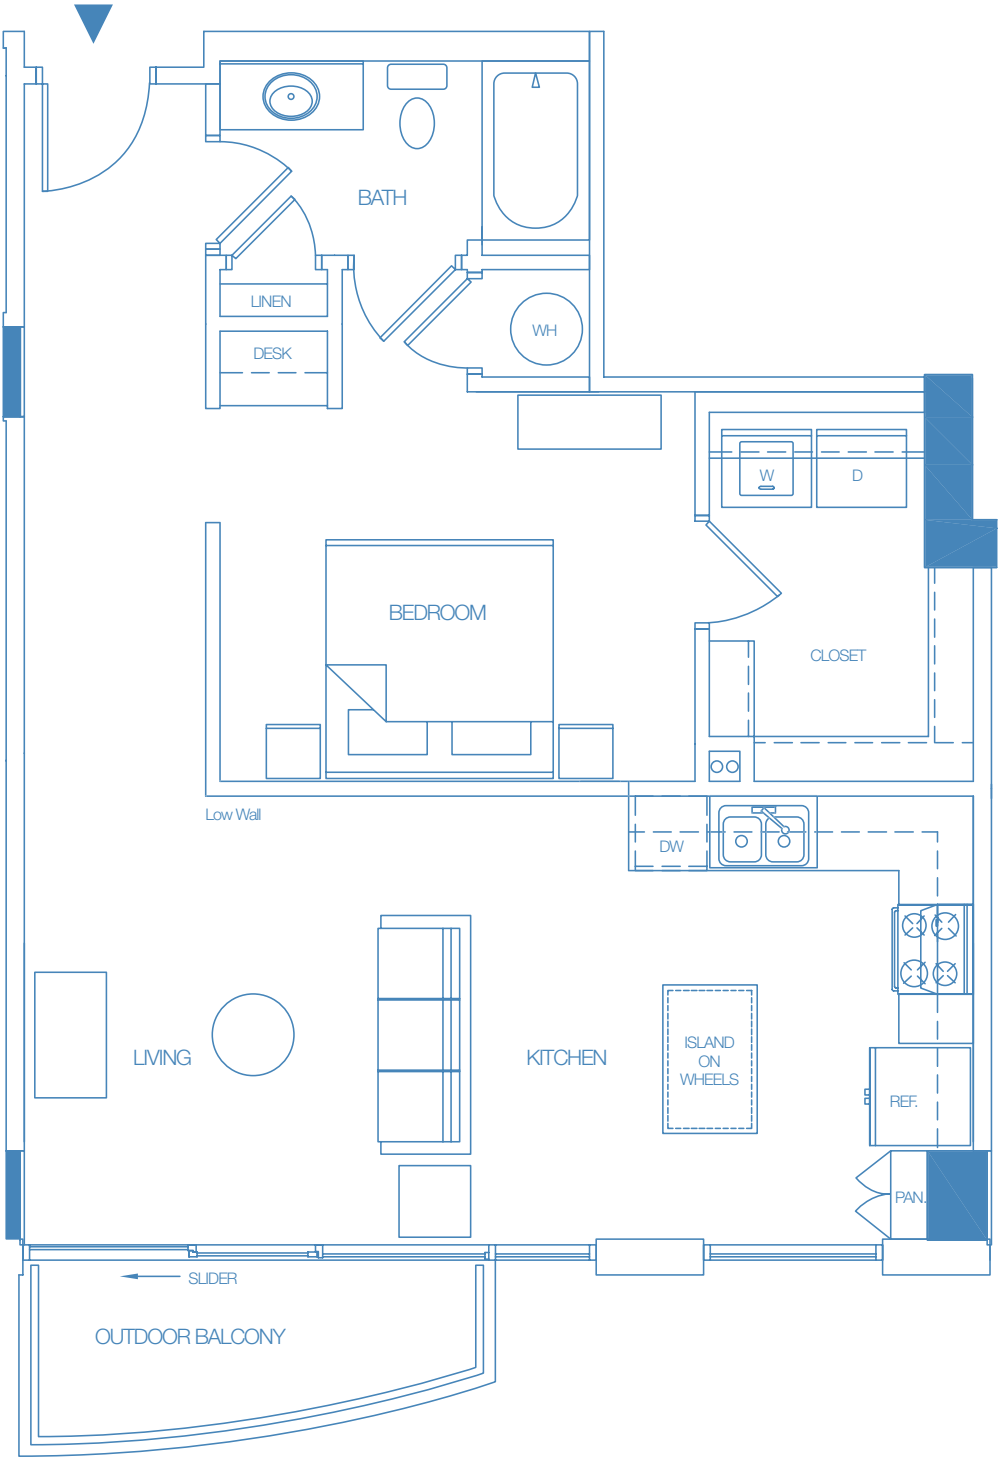 BATH
LINEN
WH
DESK
W
D
BEDROOM
CLOSET
Low Wall
DW
ISLAND
ON
WHEELS
LIVING
KITCHEN
REF.
PAN.
SLIDER
OUTDOOR BALCONY